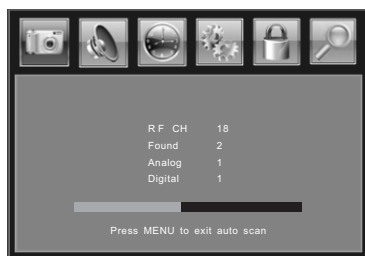 RF CH 18
Found 2
Analog 1
Digital 1
Press MENU to exit auto scan